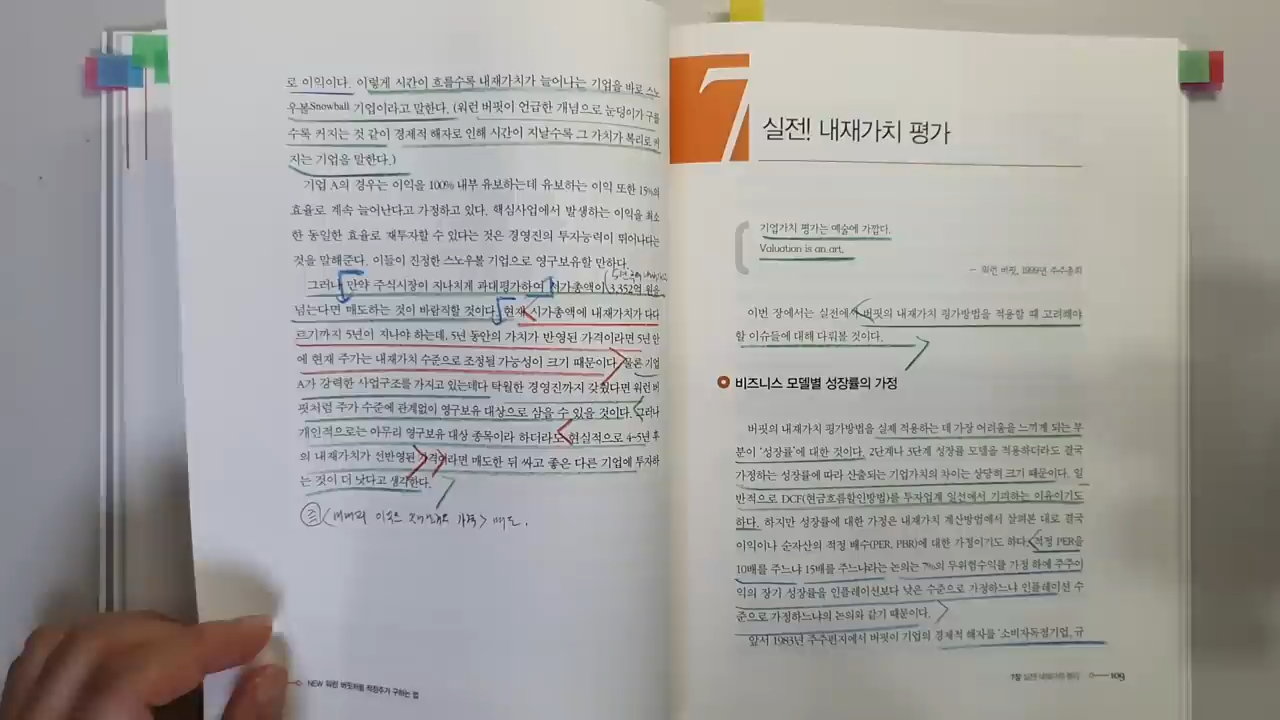 로 이익이다. 이렇게 시간이 흐를수록 내재가치가 늘어나는 기업을 바로 스노
우볼Snowball 기업이라고 말한다. (워런 버핏이 언급한 개념으로 눈덩이가 구를
수록 커지는 것 같이 경제적 해자로 인해 시간이 지날수록 그 가치가 복리로 커
지는 기업을 말한다.)
기업 A의 경우는 이익을 100% 내부 유보하는데 유보하는 이익 또한 15%의
효율로 계속 늘어난다고 가정하고 있다. 핵심사업에서 발생하는 이익을 최소
한 동일한 효율로 재투자할 수 있다는 것은 경영진의 투자능력이 뛰어나다는
것을 말해준다. 이들이 진정한 스노우볼 기업으로 영구보유할 만하다.
그러나 만약 주식시장이 지나치게 과대평가하여 시가총액이 3,352억 원을
넘는다면 매도하는 것이 바람직할 것이다. 현재 시가총액에 내재가치가 다다
르기까지 5년이 지나야 하는데, 5년 동안의 가치가 반영된 가격이라면 5년 안
에 현재 주가는 내재가치 수준으로 조정될 가능성이 크기 때문이다. 물론 기업
A가 강력한 사업구조를 가지고 있는데다 탁월한 경영진까지 갖췄다면 워런 버
핏처럼 주가 수준에 관계없이 영구보유 대상으로 삼을 수 있을 것이다. 그러나
개인적으로는 아무리 영구보유 대상 종목이라 하더라도 현실적으로 4~5년 후
의 내재가치가 선반영된 가격이라면 매도한 뒤 싸고 좋은 다른 기업에 투자하
는 것이 더 낫다고 생각한다.
매도.
NEW 워런 버핏처럼 적정주가 구하는 법
7
실전! 내재가치 평가
기업가치 평가는 예술에 가깝다.
Valuation is an art.
— 워런 버핏, 1999년 주주총회
이번 장에서는 실전에서 버핏의 내재가치 평가방법을 적용할 때 고려해야
할 이슈들에 대해 다뤄볼 것이다.
비즈니스 모델별 성장률의 가정
버핏의 내재가치 평가방법을 실제 적용하는 데 가장 어려움을 느끼게 되는 부
분이 '성장률'에 대한 것이다. 2단계나 3단계 성장률 모델을 적용하더라도 결국
가정하는 성장률에 따라 산출되는 기업가치의 차이는 상당히 크기 때문이다. 일
반적으로 DCF(현금흐름할인방법)를 투자업계 일선에서 기피하는 이유이기도
하다. 하지만 성장률에 대한 가정은 내재가치 계산방법에서 살펴본 대로 결국
이익이나 순자산의 적정 배수(PER, PBR)에 대한 가정이기도 하다. 적정 PER을
10배를 주느냐 15배를 주느냐라는 논의는 7%의 무위험수익률 가정 하에 주주이
익의 장기 성장률을 인플레이션보다 낮은 수준으로 가정하느냐 인플레이션 수
준으로 가정하느냐의 논의와 같기 때문이다.
앞서 1983년 주주편지에서 버핏이 기업의 경제적 해자를 '소비자독점기업, 규
7장 실전! 내재가치 평가
109